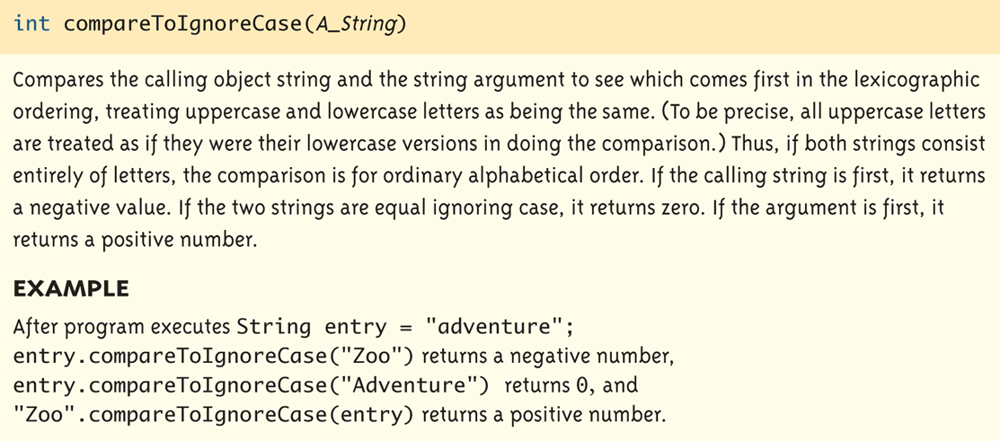 int compareToIgnoreCase(A_String)
Compares the calling object string and the string argument to see which comes first in the lexicographic
ordering, treating uppercase and lowercase letters as being the same. (To be precise, all uppercase letters
are treated as if they were their lowercase versions in doing the comparison.) Thus, if both strings consist
entirely of letters, the comparison is for ordinary alphabetical order. If the calling string is first, it returns
a negative value. If the two strings are equal ignoring case, it returns zero. If the argument is first, it
returns a positive number.
EXAMPLE
After program executes String entry = "adventure";
entry.compareToIgnoreCase("Zoo") returns a negative number,
entry.compareToIgnoreCase("Adventure") returns 0, and
"Zoo".compareToIgnoreCase(entry) returns a positive number.